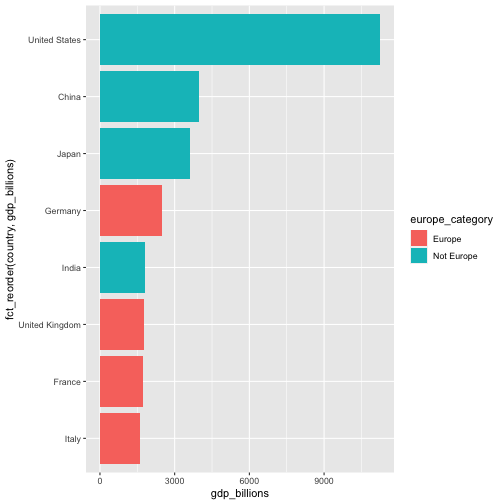 fct_reorder(country, gdp_billions)
United States
China
Japan
Germany
India
United Kingdom
France
Italy
0 3000 6000 9000
gdp_billions
europe_category
Europe
Not Europe